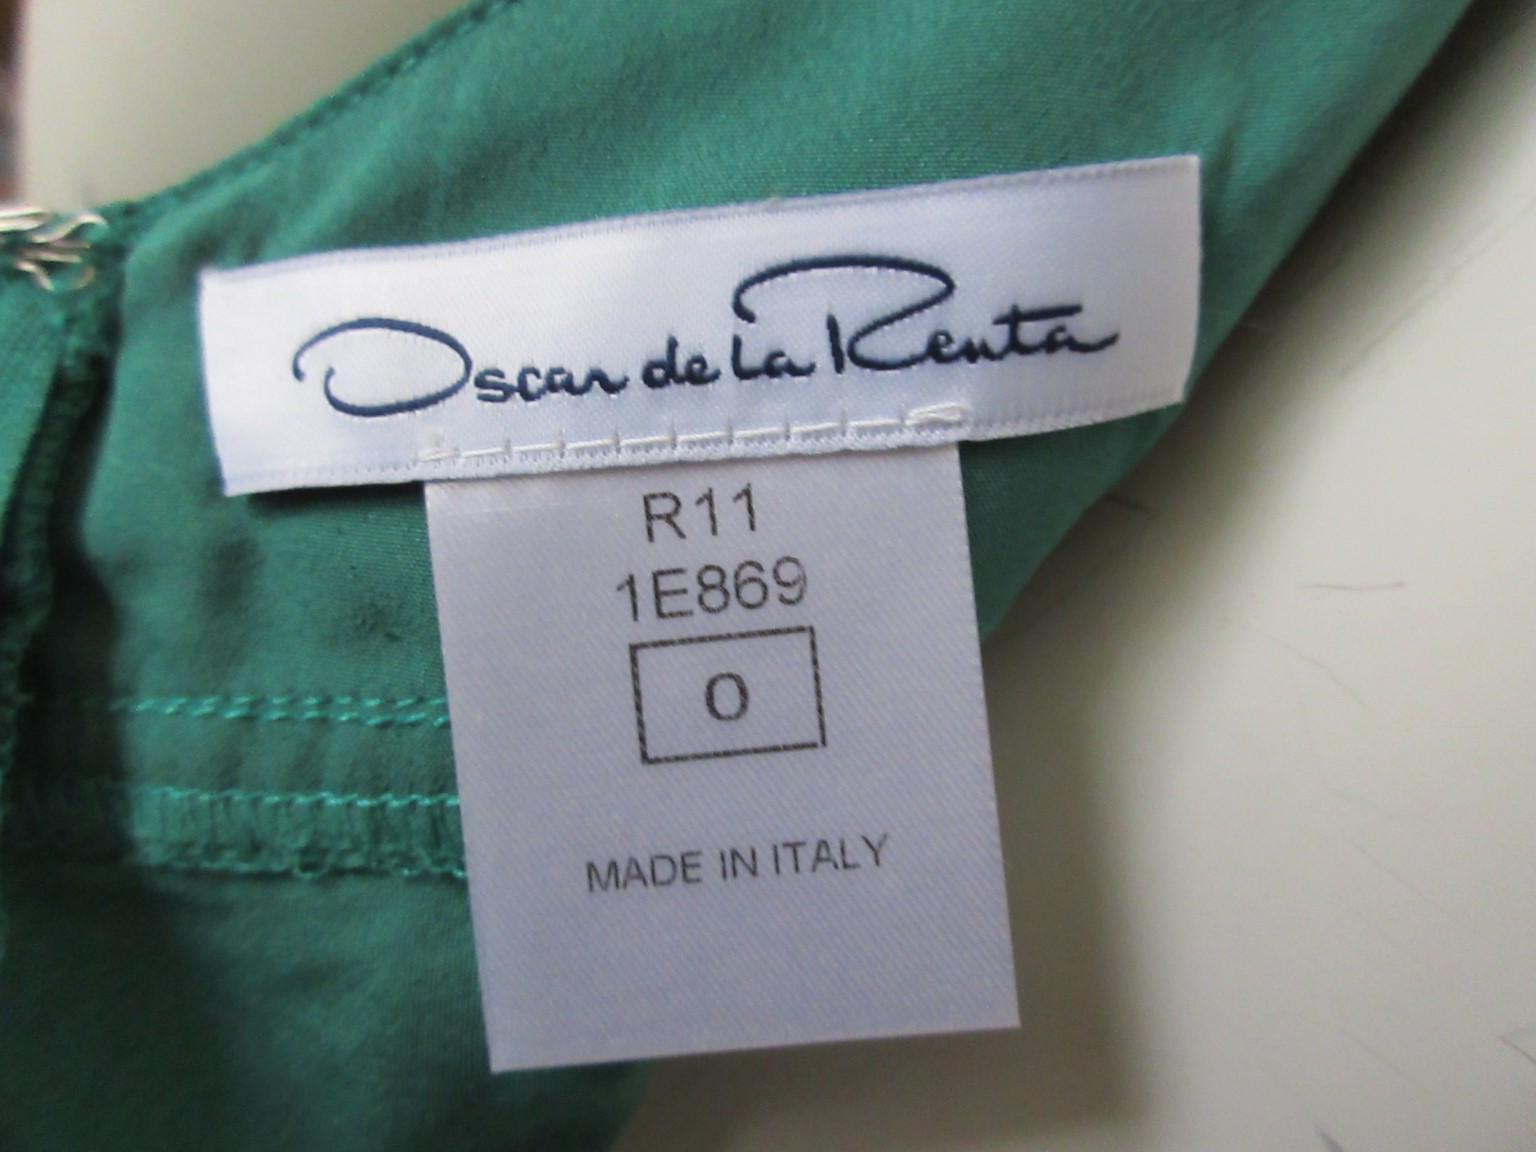 Oscar de la Renta
R11
1E869
0
MADE IN ITALY